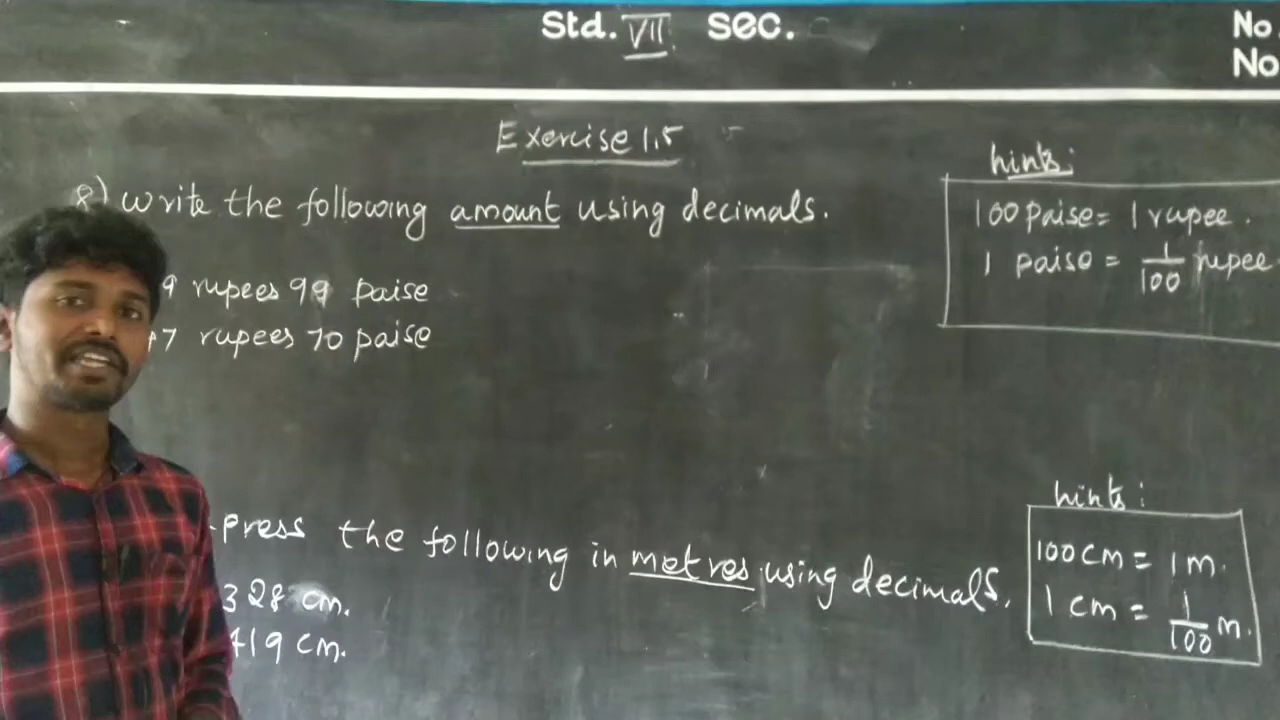 Std. VII sec.
No.
No
Exercise 1.5
8) Write the following amount using decimals.
hints:
100 paise = 1 rupee.
1 paise = 1/100 rupee
9 rupees 99 paise
7 rupees 70 paise
press the following in metres using decimals.
328 cm.
419 cm.
hints:
100 cm = 1 m.
1 cm = 1/100 m.